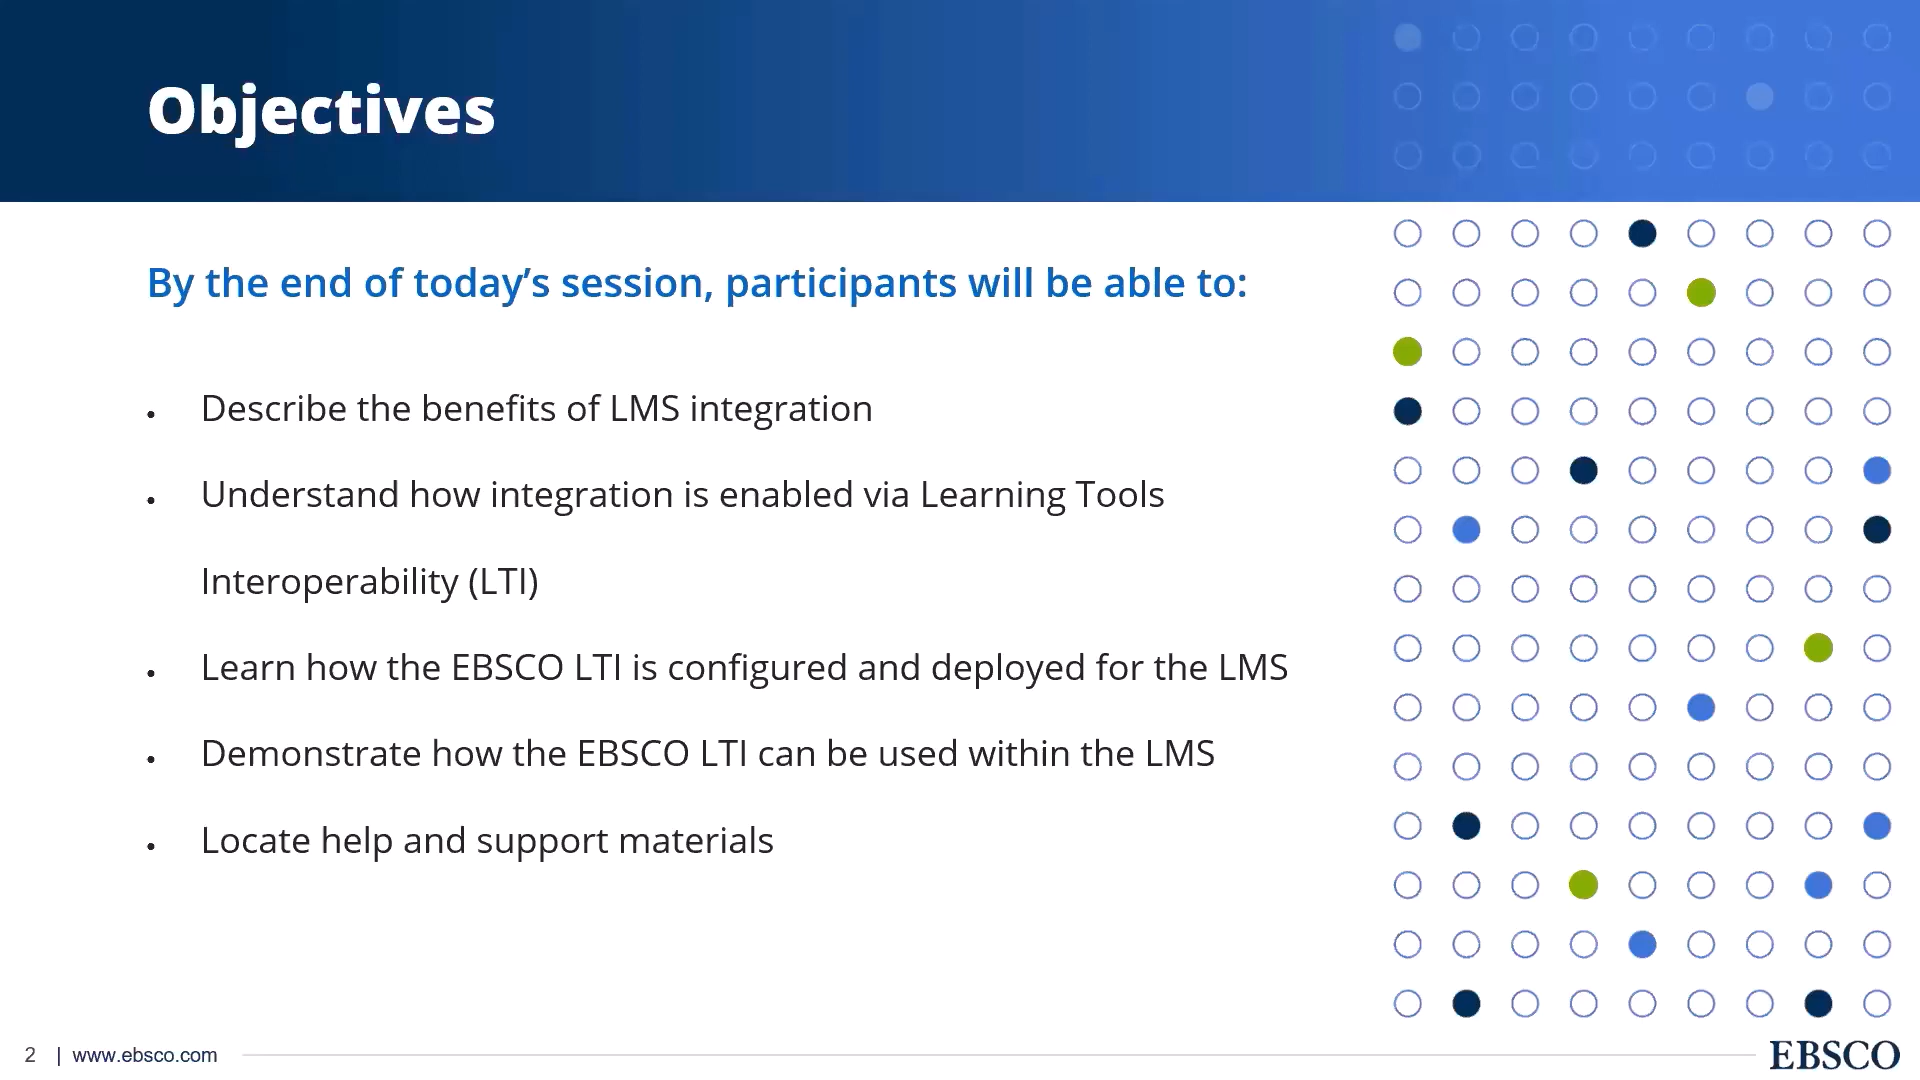 Objectives
By the end of today’s session, participants will be able to:
• Describe the benefits of LMS integration
• Understand how integration is enabled via Learning Tools
Interoperability (LTI)
• Learn how the EBSCO LTI is configured and deployed for the LMS
• Demonstrate how the EBSCO LTI can be used within the LMS
• Locate help and support materials
2 | www.ebsco.com
EBSCO